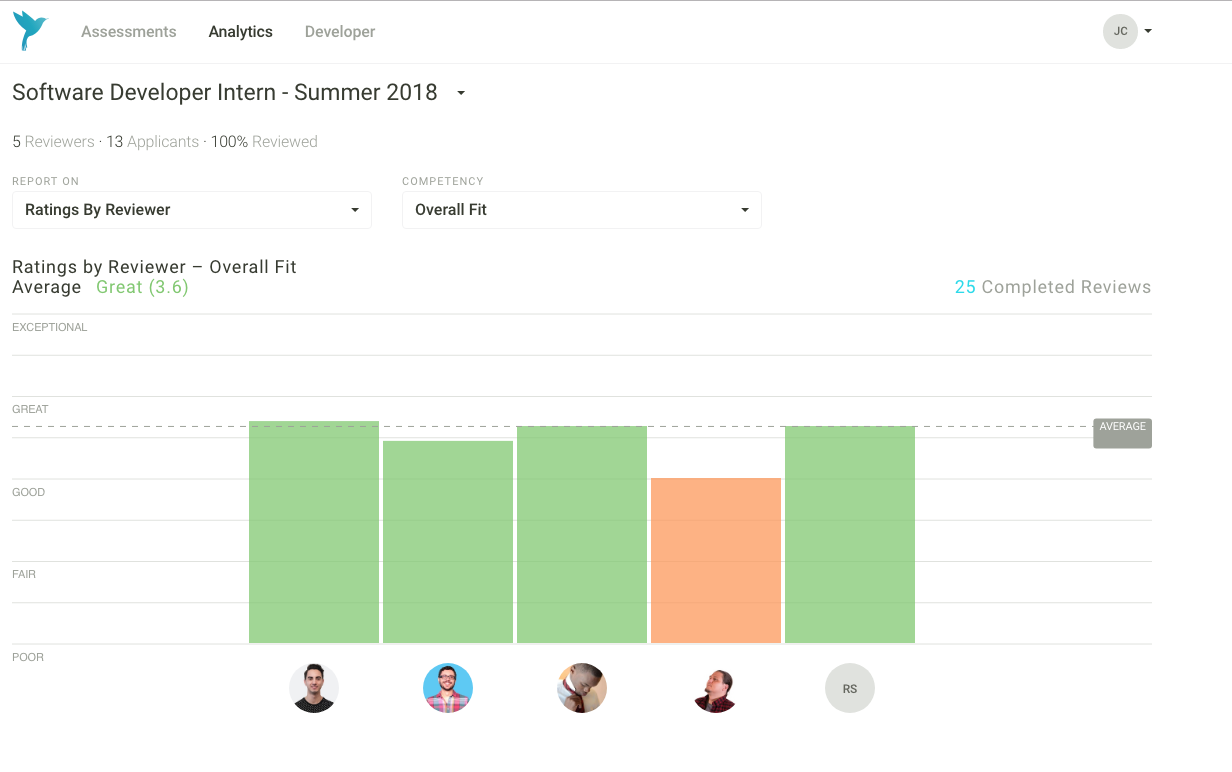 Assessments Analytics Developer JC
Software Developer Intern - Summer 2018
5 Reviewers · 13 Applicants · 100% Reviewed
REPORT ON COMPETENCY
Ratings By Reviewer Overall Fit
Ratings by Reviewer – Overall Fit
Average Great (3.6) 25 Completed Reviews
EXCEPTIONAL
GREAT
AVERAGE
GOOD
FAIR
POOR
RS